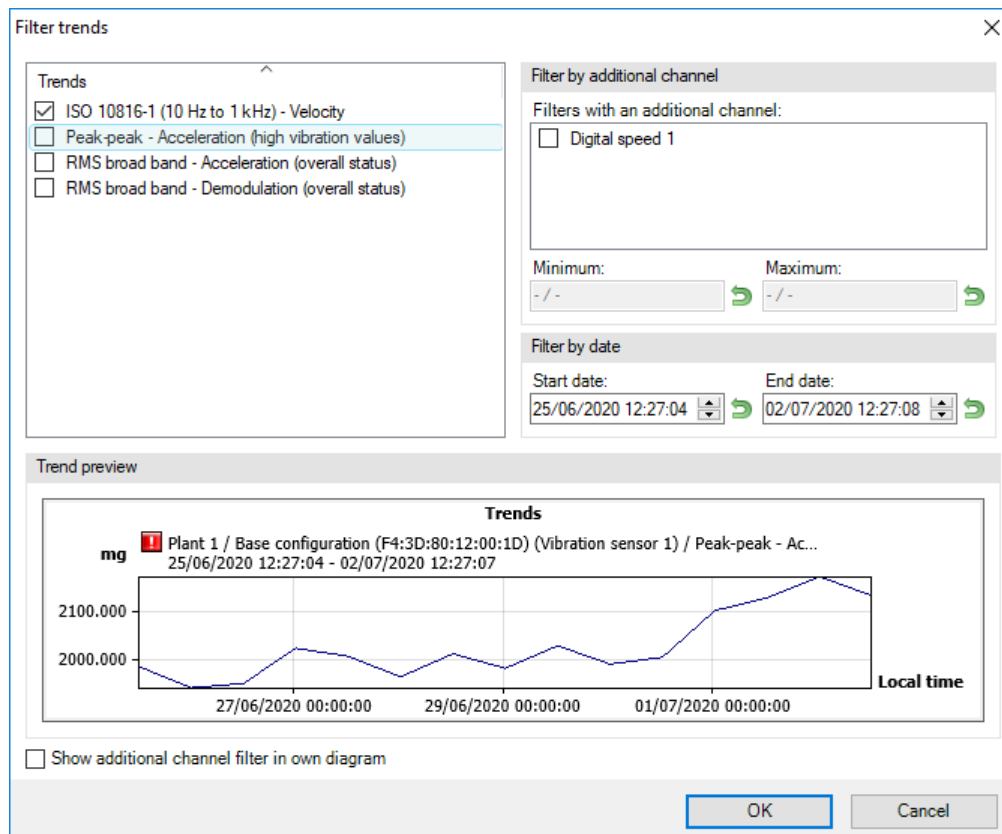 Filter trends
Trends
ISO 10816-1 (10 Hz to 1 kHz) - Velocity
Peak-peak - Acceleration (high vibration values)
RMS broad band - Acceleration (overall status)
RMS broad band - Demodulation (overall status)
Filter by additional channel
Filters with an additional channel:
Digital speed 1
Minimum: Maximum:
- / - - / -
Filter by date
Start date: End date:
25/06/2020 12:27:04 02/07/2020 12:27:08
Trend preview
Trends
mg
Plant 1 / Base configuration (F4:3D:80:12:00:1D) (Vibration sensor 1) / Peak-peak - Ac...
25/06/2020 12:27:04 - 02/07/2020 12:27:07
2100.000
2000.000
Local time
27/06/2020 00:00:00 29/06/2020 00:00:00 01/07/2020 00:00:00
Show additional channel filter in own diagram
OK Cancel